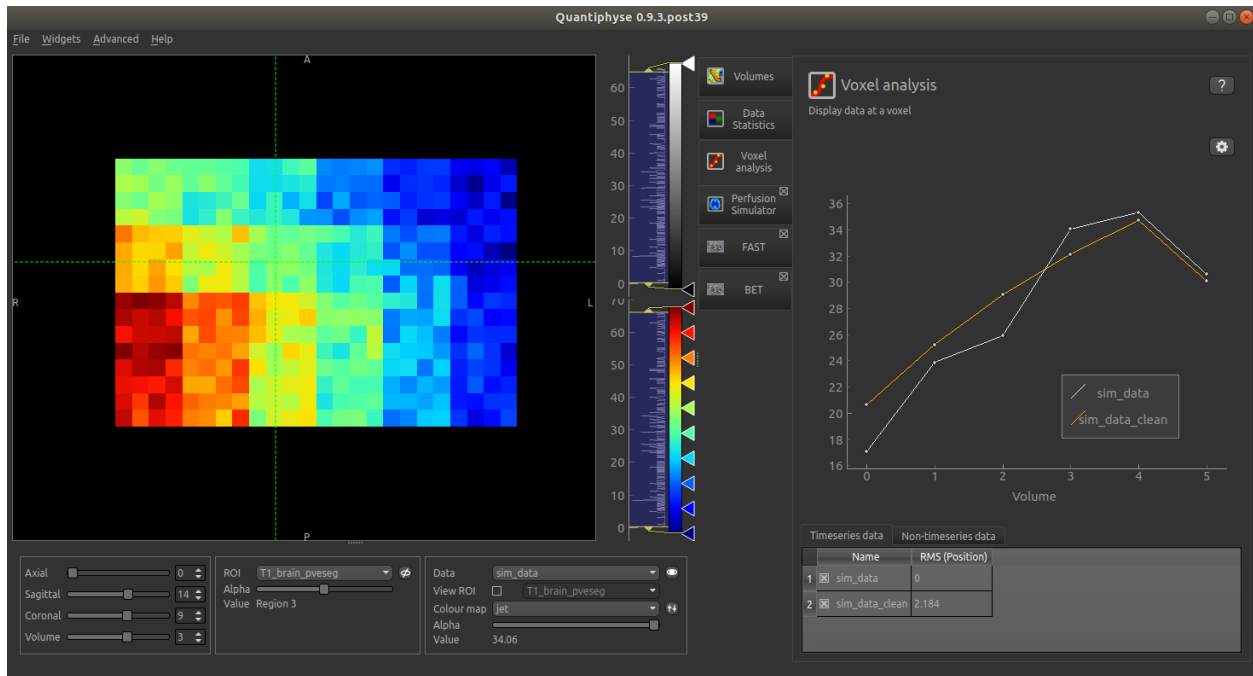 Quantiphyse 0.9.3.post39
File Widgets Advanced Help
A
R
L
P
60
50
40
30
20
10
0
70
60
50
40
30
20
10
0
Volumes
Data
Statistics
Voxel
analysis
Perfusion
Simulator
FAST
BET
Voxel analysis
?
Display data at a voxel
36
34
32
30
28
26
24
22
20
18
16
0 1 2 3 4 5
Volume
sim_data
sim_data_clean
Axial 0
Sagittal 14
Coronal 9
Volume 3
ROI T1_brain_pveseg
Alpha
Value Region 3
Data sim_data
View ROI T1_brain_pveseg
Colour map jet
Alpha
Value 34.06
Timeseries data Non-timeseries data
Name RMS (Position)
1 sim_data 0
2 sim_data_clean 2.184